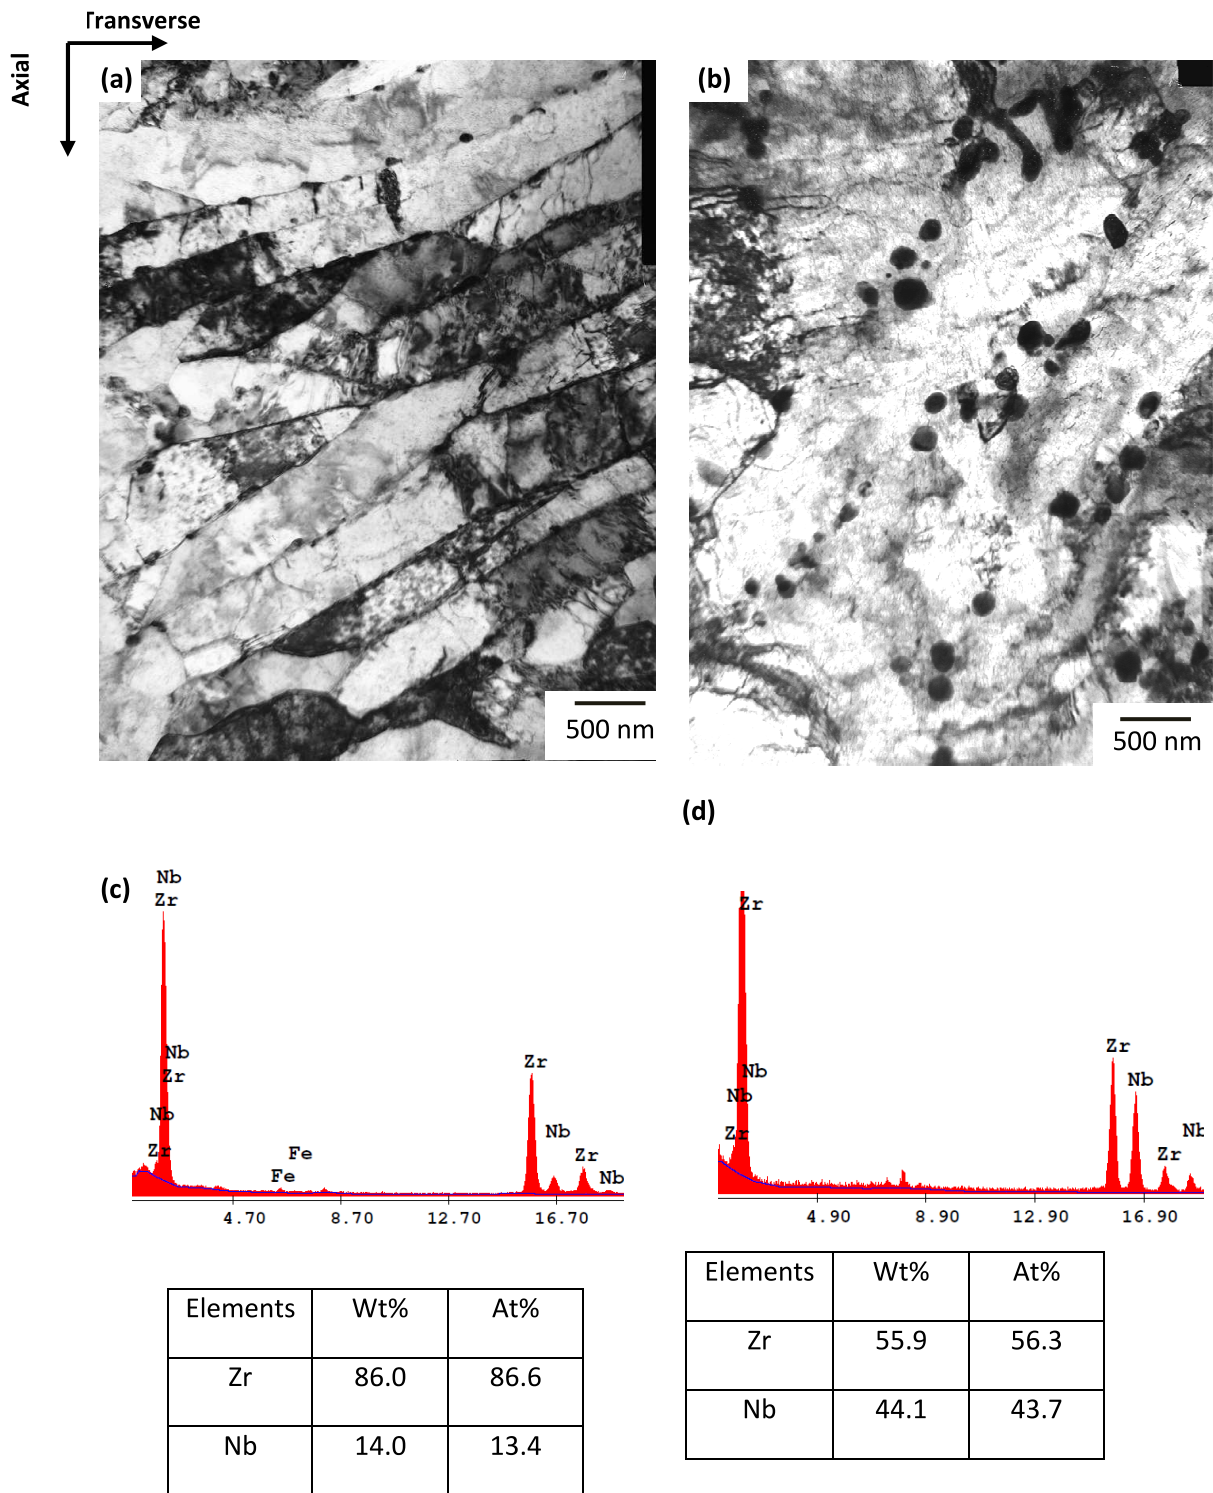 Transverse
Axial
(a)
(b)
500 nm
500 nm
(c)
(d)
Nb
Zr
Nb
Zr
Nb
Zr
Fe
Fe
Zr
Nb
Zr
Nb
4.70 8.70 12.70 16.70
Zr
Nb
Nb
Zr
Zr
Nb
Zr
Nb
4.90 8.90 12.90 16.90
Elements Wt% At%
Zr 86.0 86.6
Nb 14.0 13.4
Elements Wt% At%
Zr 55.9 56.3
Nb 44.1 43.7